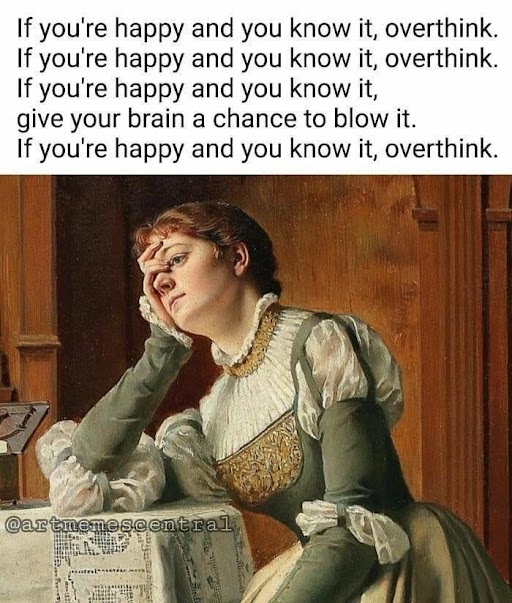 If you're happy and you know it, overthink.
If you're happy and you know it, overthink.
If you're happy and you know it,
give your brain a chance to blow it.
If you're happy and you know it, overthink.
@artmemescentral